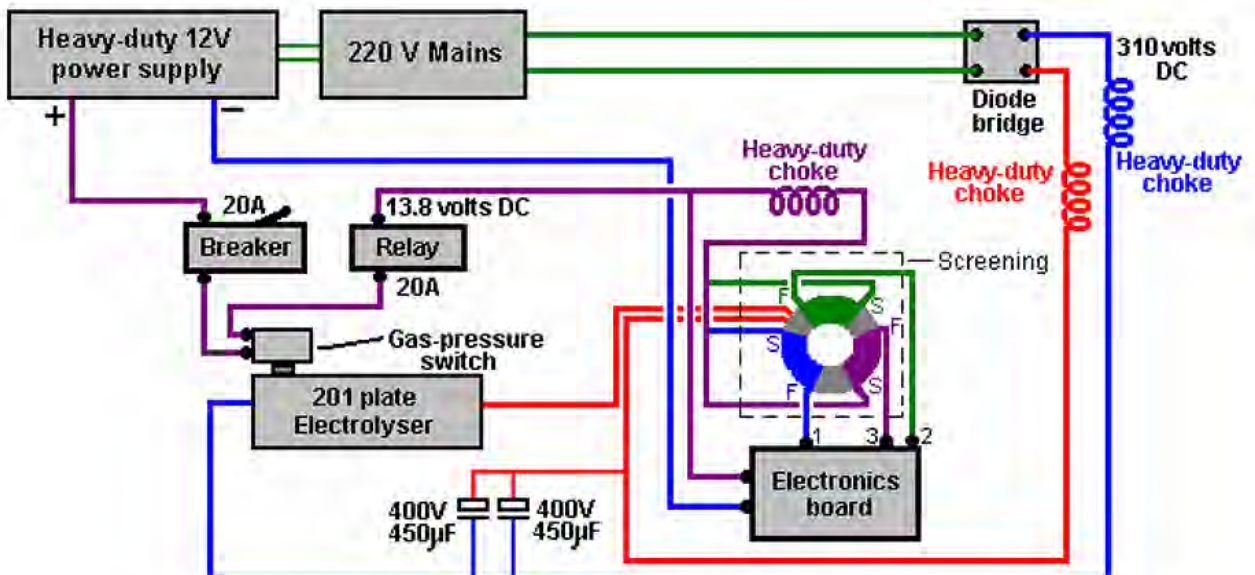 Heavy-duty 12V
power supply
220 V Mains
310 volts
DC
Diode
bridge
+
−
Heavy-duty
choke
Heavy-duty
choke
Heavy-duty
choke
20A
13.8 volts DC
Breaker
Relay
20A
Screening
F
S
F
S
S
F
Gas-pressure
switch
201 plate
Electrolyser
1
3
2
Electronics
board
400V
450µF
400V
450µF